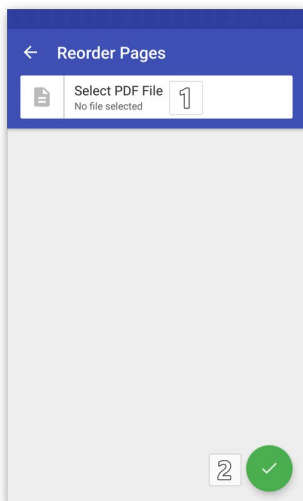 Reorder Pages
Select PDF File
No file selected
1
2